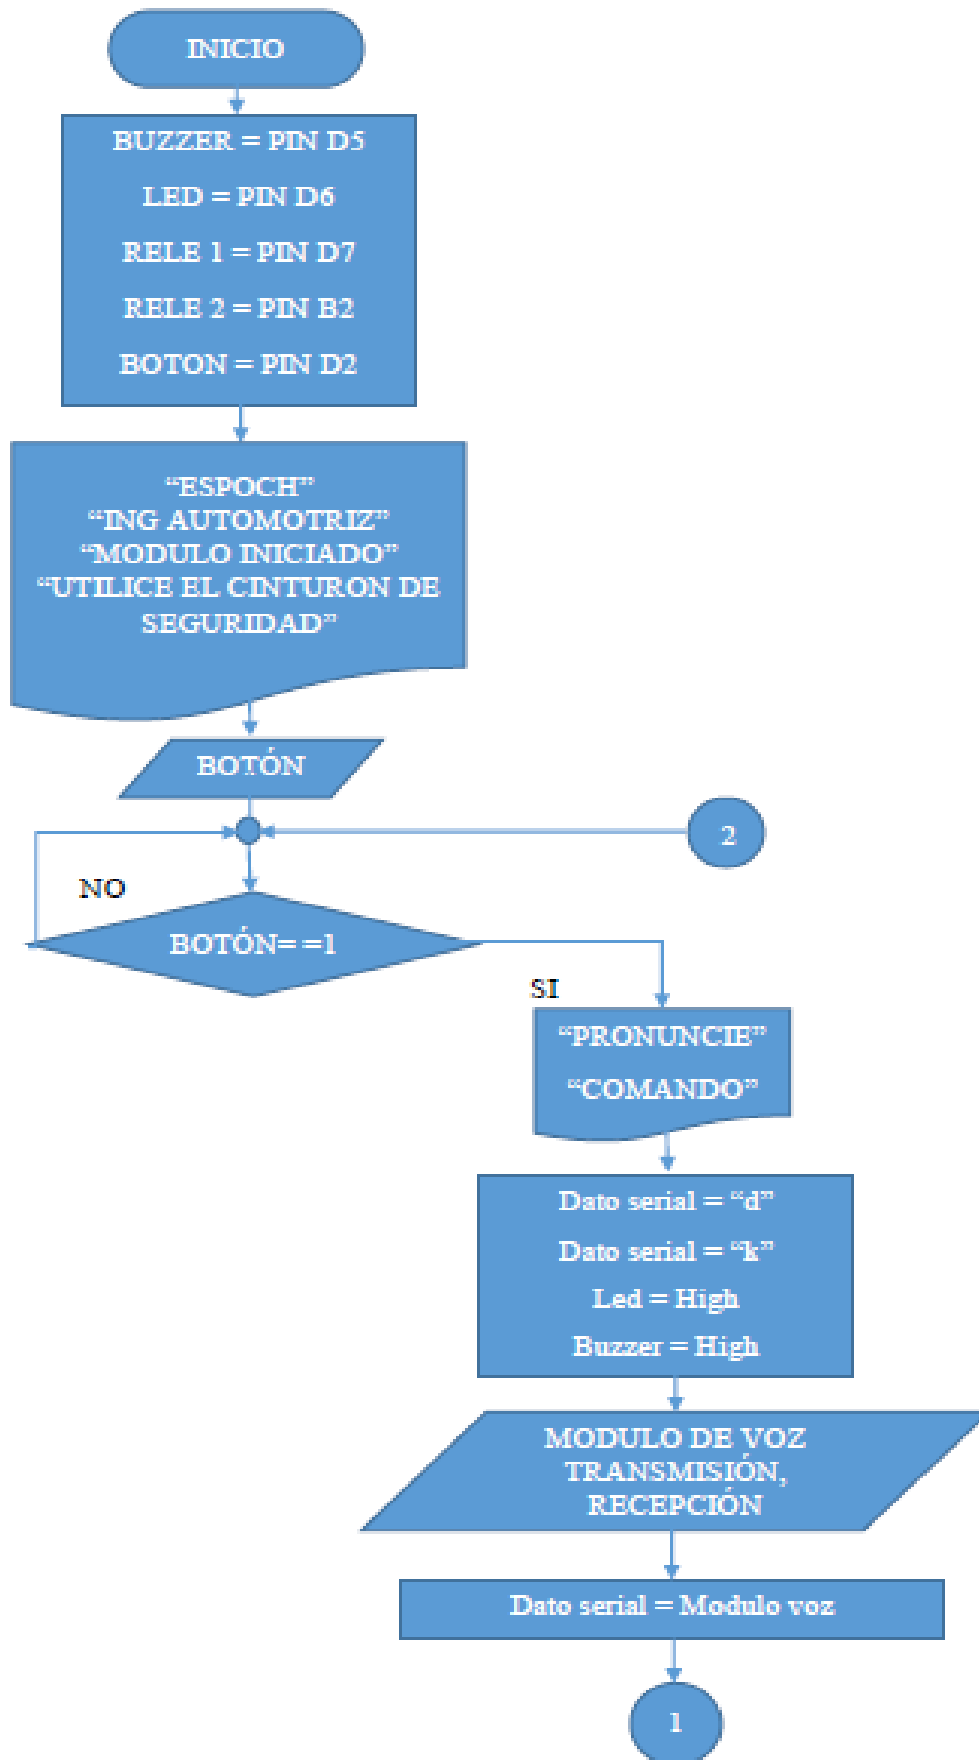 INICIO
BUZZER = PIN D5
LED = PIN D6
RELE 1 = PIN D7
RELE 2 = PIN B2
BOTON = PIN D2
“ESPOCH”
“ING AUTOMOTRIZ”
“MODULO INICIADO”
“UTILICE EL CINTURON DE
SEGURIDAD”
BOTÓN
2
NO
BOTÓN= =1
SI
“PRONUNCIE”
“COMANDO”
Dato serial = “d”
Dato serial = “k”
Led = High
Buzzer = High
MODULO DE VOZ
TRANSMISIÓN,
RECEPCIÓN
Dato serial = Modulo voz
1